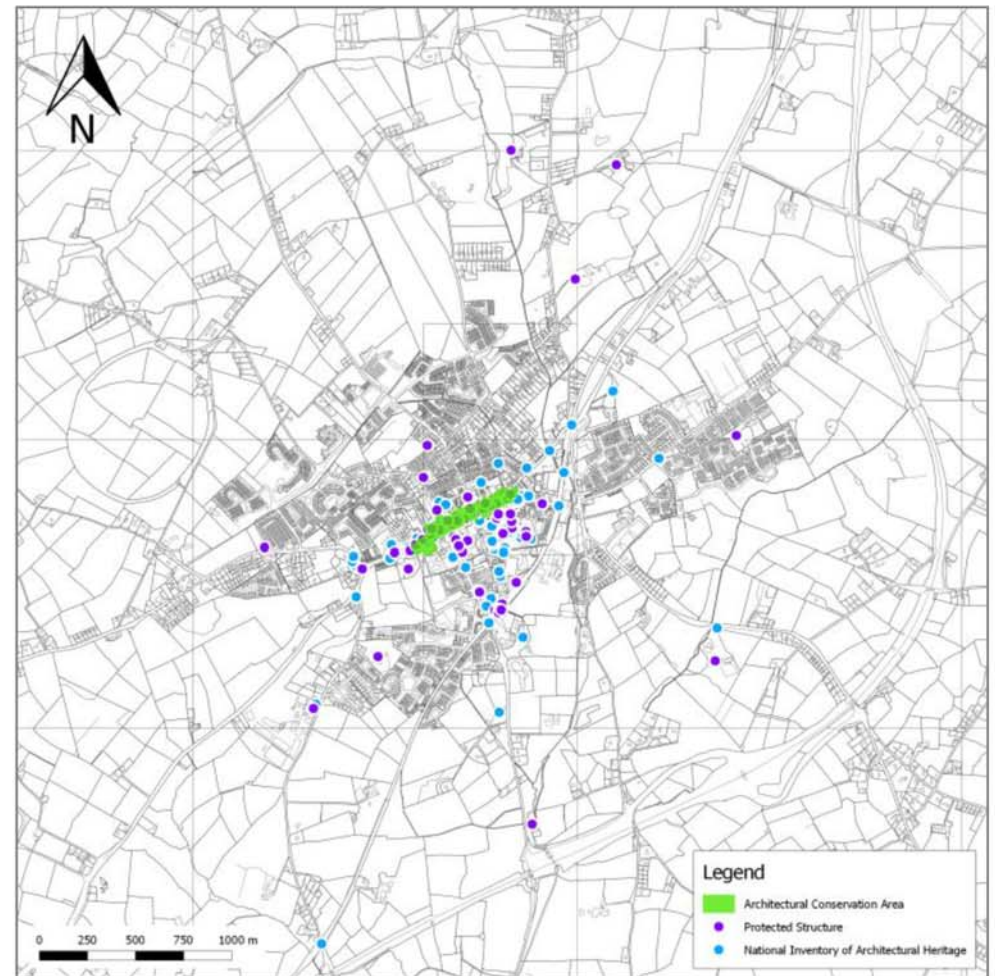 N
Legend
Architectural Conservation Area
Protected Structure
National Inventory of Architectural Heritage
0 250 500 750 1000 m